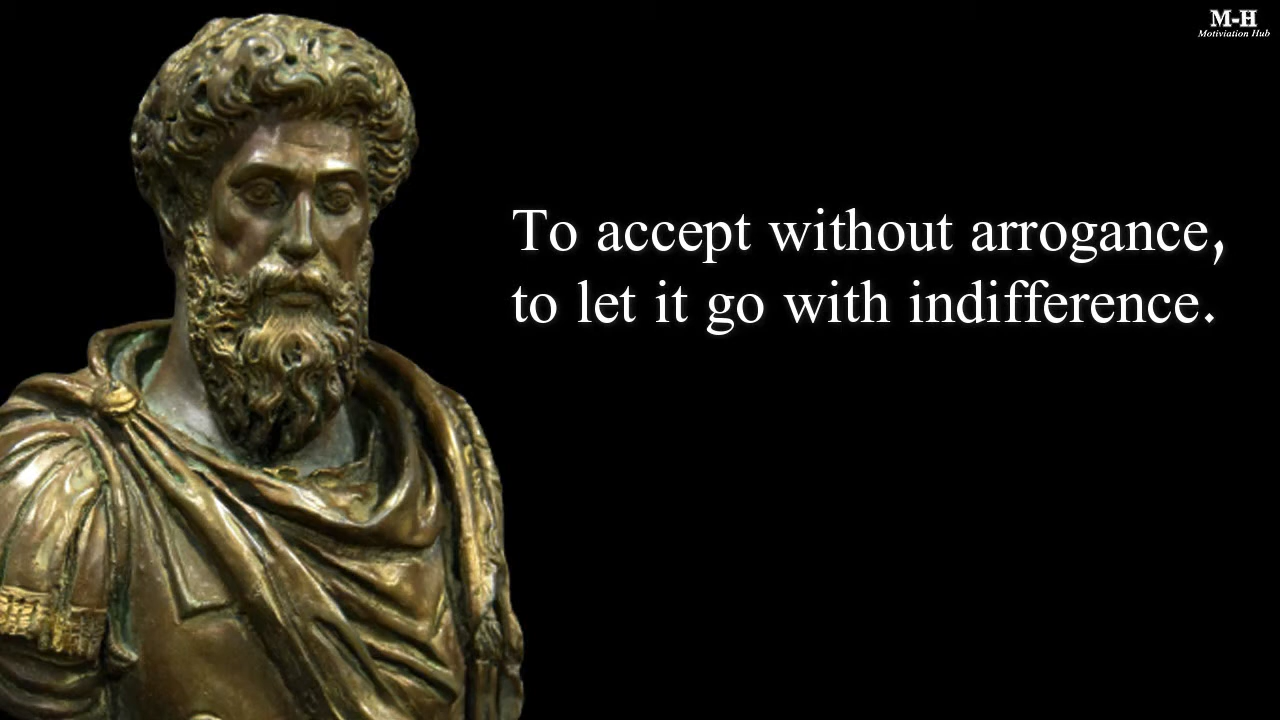 M-H
Motiviation Hub
To accept without arrogance,
to let it go with indifference.